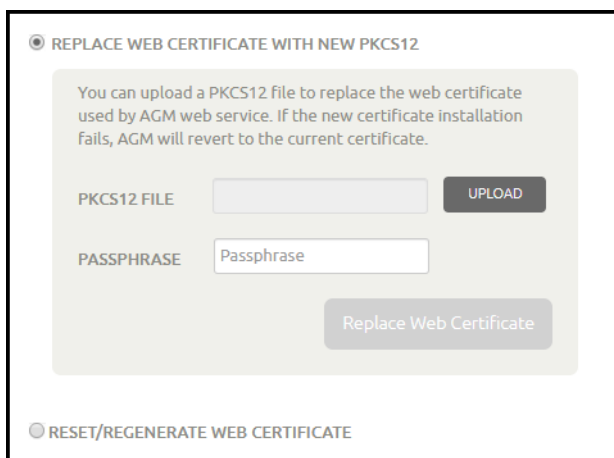 REPLACE WEB CERTIFICATE WITH NEW PKCS12
You can upload a PKCS12 file to replace the web certificate
used by AGM web service. If the new certificate installation
fails, AGM will revert to the current certificate.
PKCS12 FILE UPLOAD
PASSPHRASE Passphrase
Replace Web Certificate
RESET/REGENERATE WEB CERTIFICATE